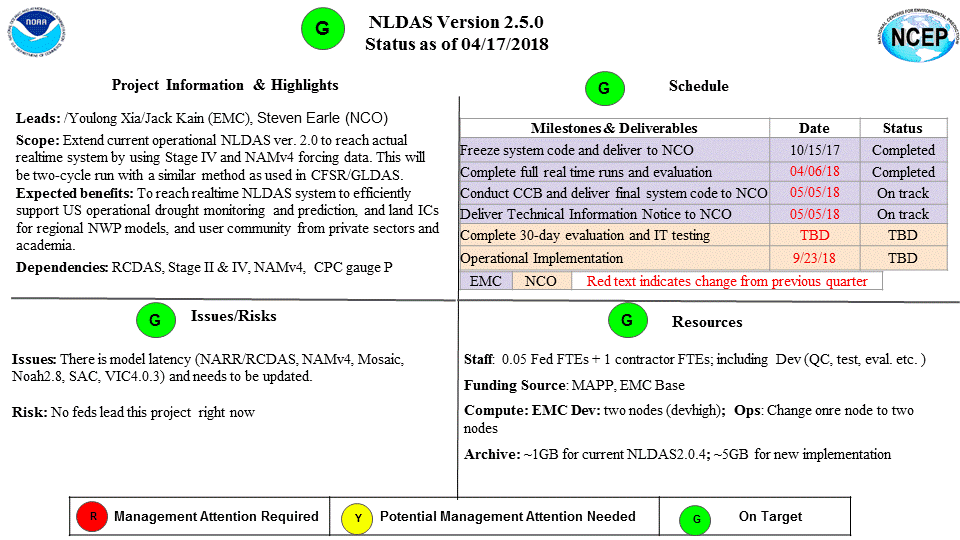 NOAA
G
NLDAS Version 2.5.0
Status as of 04/17/2018
NATIONAL CENTERS FOR ENVIRONMENTAL PREDICTION
NCEP
Project Information & Highlights
Leads: /Youlong Xia/Jack Kain (EMC), Steven Earle (NCO)
Scope: Extend current operational NLDAS ver. 2.0 to reach actual
realtime system by using Stage IV and NAMv4 forcing data. This will
be two-cycle run with a similar method as used in CFSR/GLDAS.
Expected benefits: To reach realtime NLDAS system to efficiently
support US operational drought monitoring and prediction, and land ICs
for regional NWP models, and user community from private sectors and
academia.
Dependencies: RCDAS, Stage II & IV, NAMv4, CPC gauge P
G
Schedule
Milestones & Deliverables Date Status
Freeze system code and deliver to NCO 10/15/17 Completed
Complete full real time runs and evaluation 04/06/18 Completed
Conduct CCB and deliver final system code to NCO 05/05/18 On track
Deliver Technical Information Notice to NCO 05/05/18 On track
Complete 30-day evaluation and IT testing TBD TBD
Operational Implementation 9/23/18 TBD
EMC NCO Red text indicates change from previous quarter
G
Issues/Risks
Issues: There is model latency (NARR/RCDAS, NAMv4, Mosaic,
Noah2.8, SAC, VIC4.0.3) and needs to be updated.
Risk: No feds lead this project right now
G
Resources
Staff: 0.05 Fed FTEs + 1 contractor FTEs; including Dev (QC, test, eval. etc. )
Funding Source: MAPP, EMC Base
Compute: EMC Dev: two nodes (devhigh); Ops: Change onre node to two
nodes
Archive: ~1GB for current NLDAS2.0.4; ~5GB for new implementation
R Management Attention Required
Y Potential Management Attention Needed
G On Target